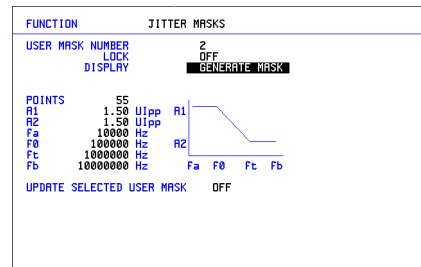 FUNCTION JITTER MASKS
USER MASK NUMBER 2
LOCK OFF
DISPLAY GENERATE MASK
POINTS 55
A1 1.50 UIpp A1
A2 1.50 UIpp
Fa 10000 Hz
F0 100000 Hz A2
Ft 1000000 Hz
Fb 10000000 Hz Fa F0 Ft Fb
UPDATE SELECTED USER MASK OFF